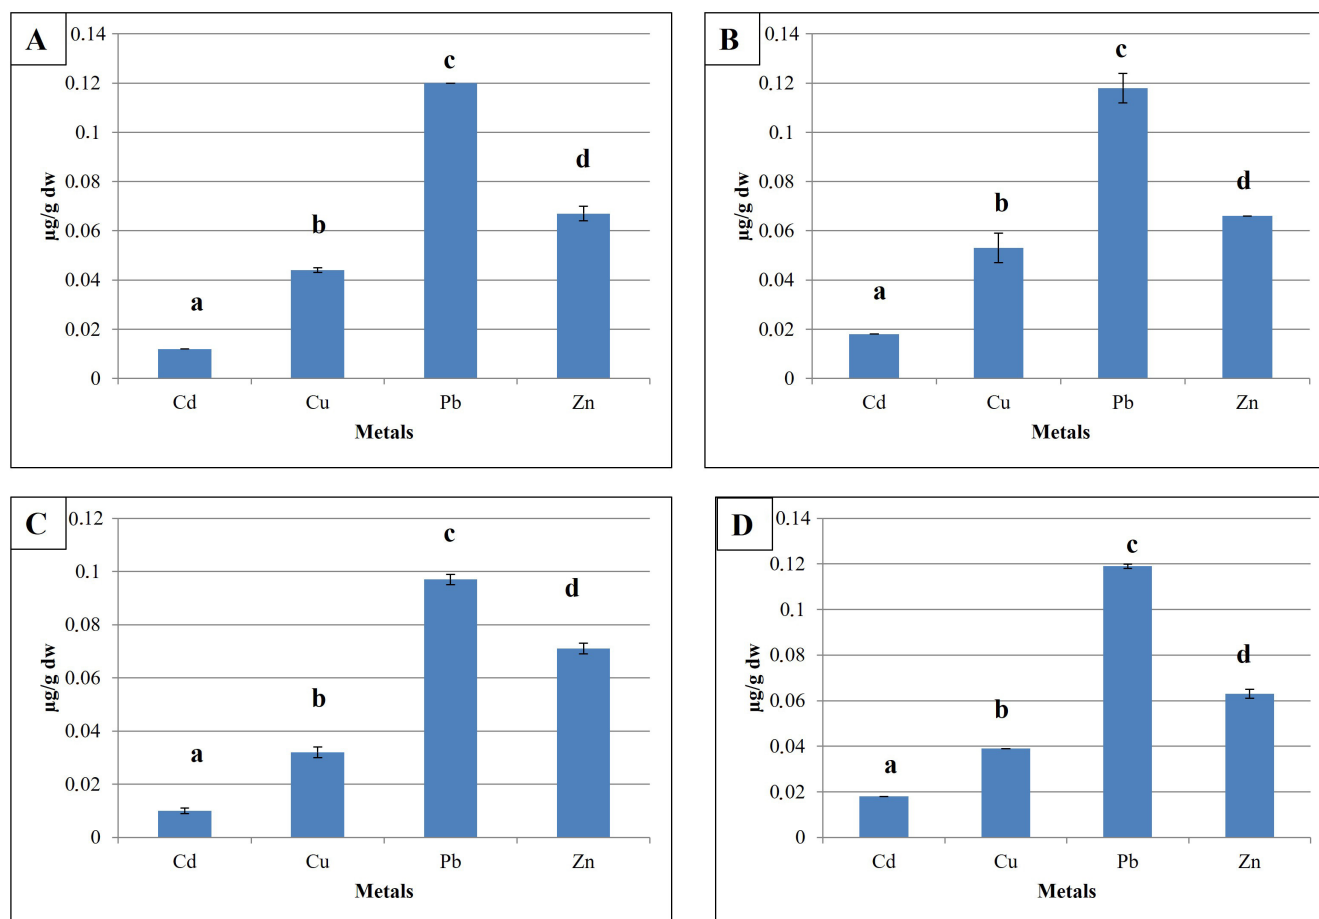 A
0.14
0.12
0.1
0.08
0.06
0.04
0.02
0
µg/g dw
a
b
c
d
Cd Cu Pb Zn
Metals
B
0.14
0.12
0.1
0.08
0.06
0.04
0.02
0
µg/g dw
a
b
c
d
Cd Cu Pb Zn
Metals
C
0.12
0.1
0.08
0.06
0.04
0.02
0
µg/g dw
a
b
c
d
Cd Cu Pb Zn
Metals
D
0.14
0.12
0.1
0.08
0.06
0.04
0.02
0
µg/g dw
a
b
c
d
Cd Cu Pb Zn
Metals